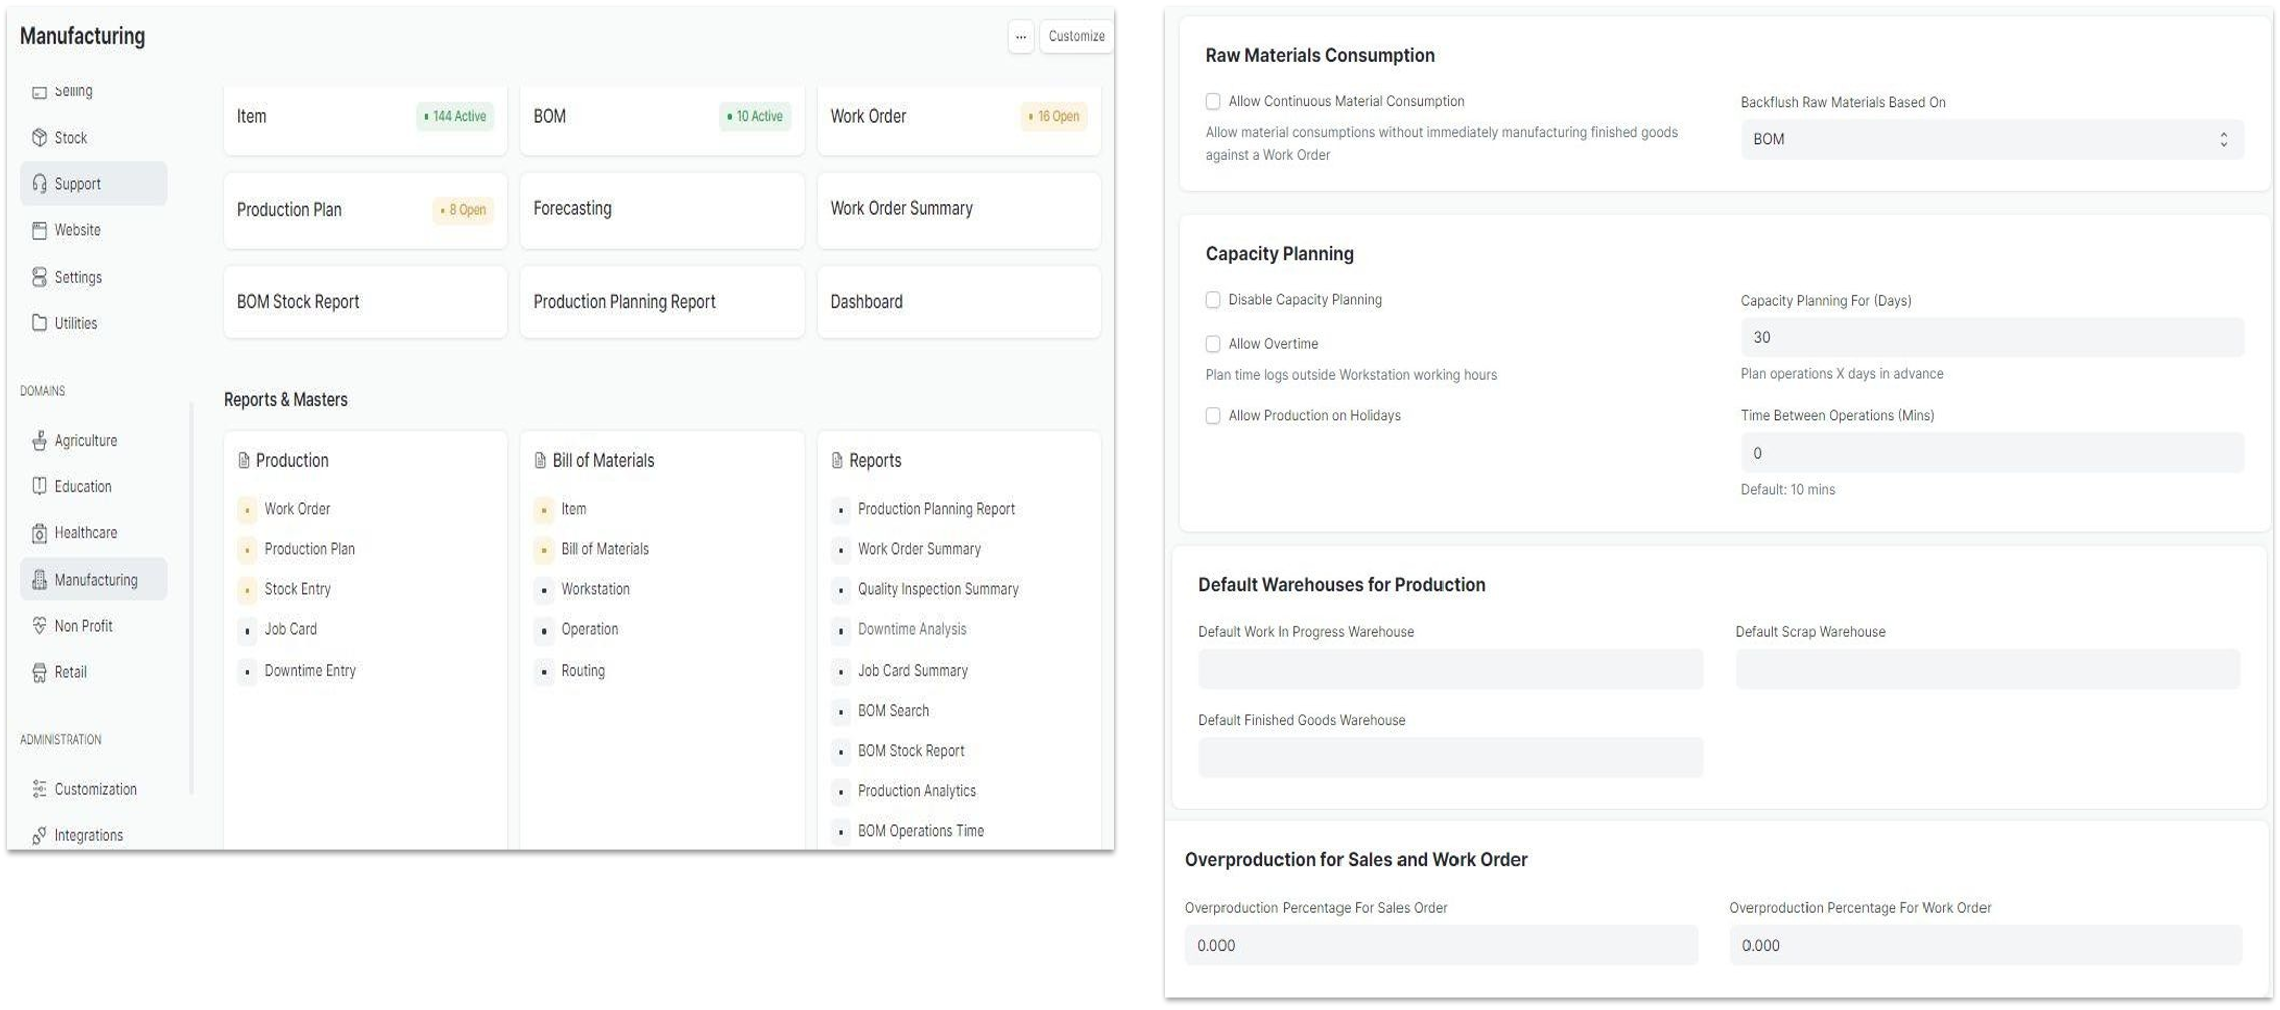 Manufacturing
...
Customize
Selling
Stock
Support
Website
Settings
Utilities
DOMAINS
Agriculture
Education
Healthcare
Manufacturing
Non Profit
Retail
ADMINISTRATION
Customization
Integrations
Item
144 Active
BOM
10 Active
Work Order
16 Open
Production Plan
8 Open
Forecasting
Work Order Summary
BOM Stock Report
Production Planning Report
Dashboard
Reports & Masters
Production
Work Order
Production Plan
Stock Entry
Job Card
Downtime Entry
Bill of Materials
Item
Bill of Materials
Workstation
Operation
Routing
Reports
Production Planning Report
Work Order Summary
Quality Inspection Summary
Downtime Analysis
Job Card Summary
BOM Search
BOM Stock Report
Production Analytics
BOM Operations Time
Raw Materials Consumption
Allow Continuous Material Consumption
Allow material consumptions without immediately manufacturing finished goods
against a Work Order
Backflush Raw Materials Based On
BOM
Capacity Planning
Disable Capacity Planning
Allow Overtime
Plan time logs outside Workstation working hours
Allow Production on Holidays
Capacity Planning For (Days)
30
Plan operations X days in advance
Time Between Operations (Mins)
0
Default: 10 mins
Default Warehouses for Production
Default Work In Progress Warehouse
Default Scrap Warehouse
Default Finished Goods Warehouse
Overproduction for Sales and Work Order
Overproduction Percentage For Sales Order
0.000
Overproduction Percentage For Work Order
0.000